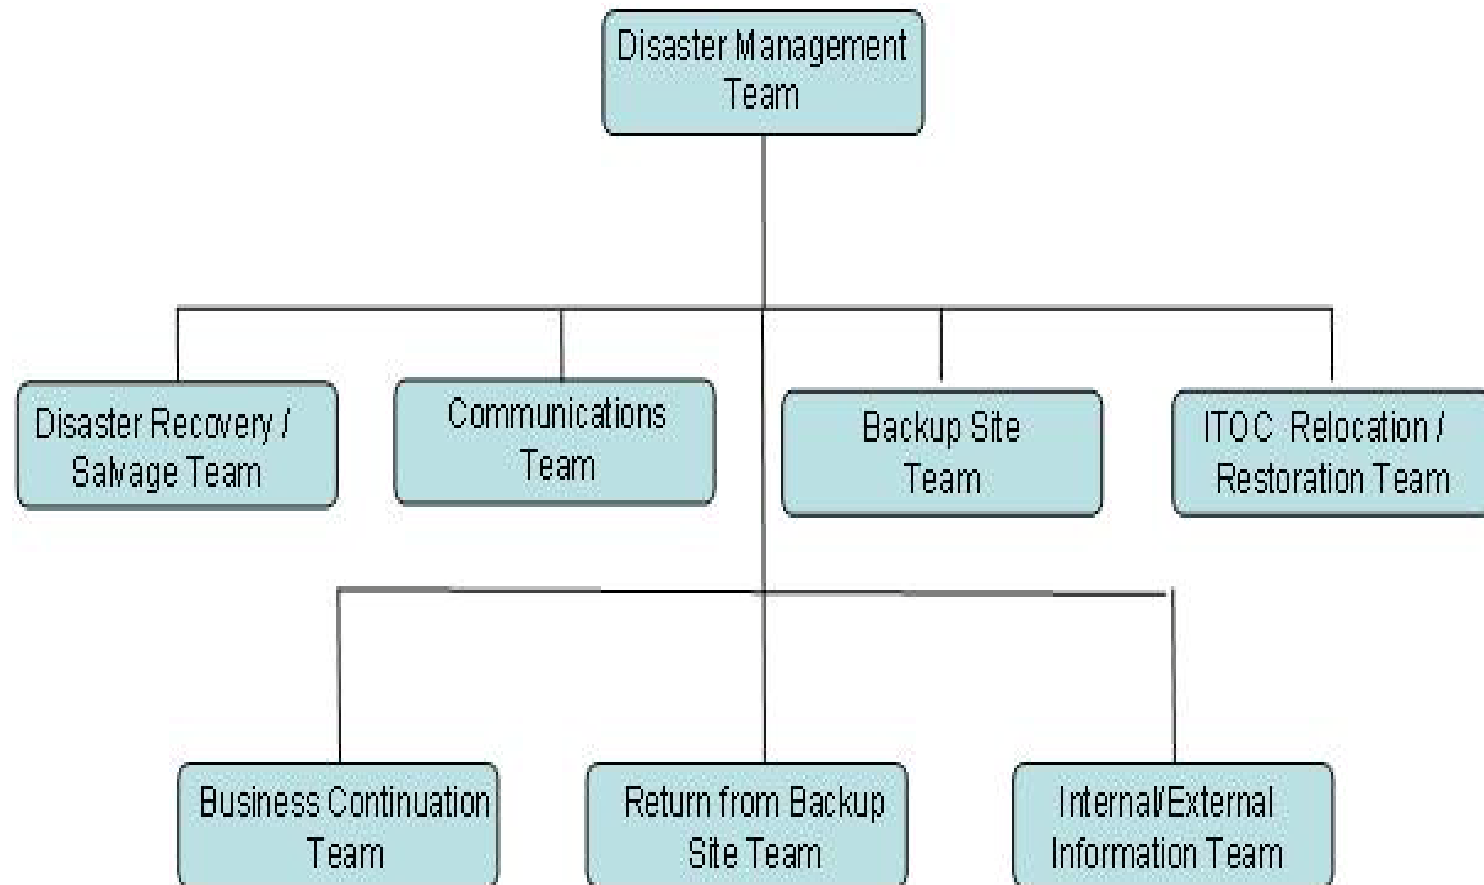 Disaster Management
Team
Disaster Recovery /
Salvage Team
Communications
Team
Backup Site
Team
ITOC Relocation /
Restoration Team
Business Continuation
Team
Return from Backup
Site Team
Internal/External
Information Team